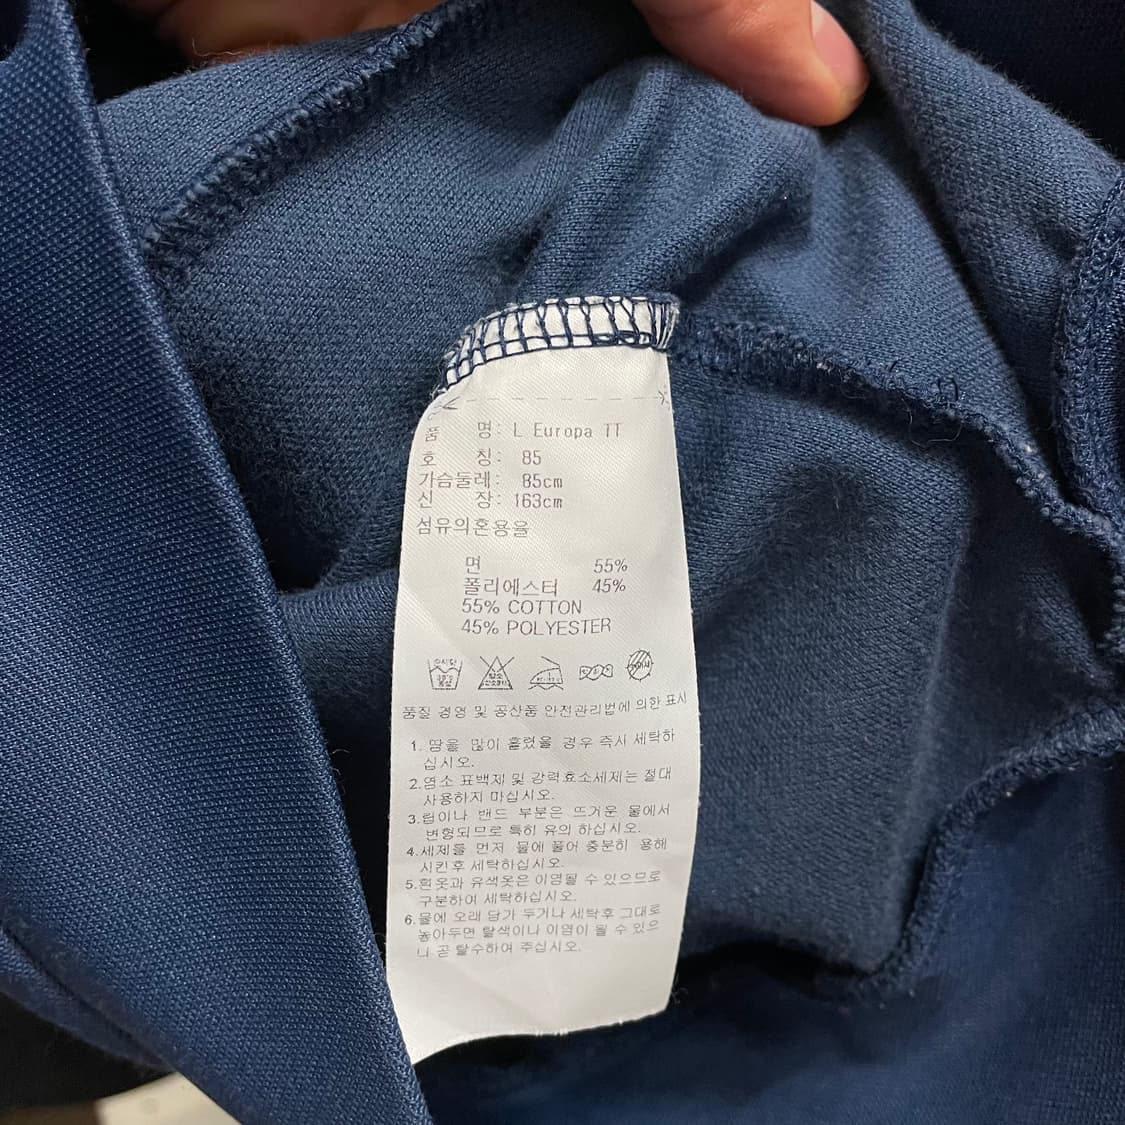 품 명: L Europa TT
호 칭: 85
가슴둘레: 85cm
신 장: 163cm
섬유의혼용율
면 55%
폴리에스터 45%
55% COTTON
45% POLYESTER
품질 경영 및 공산품 안전관리법에 의한 표시
1. 땀을 많이 흘렸을 경우 즉시 세탁하
십시오.
2.염소 표백제 및 강력효소세제는 절대
사용하지 마십시오.
3.립이나 밴드 부분은 뜨거운 물에서
변형되므로 특히 유의 하십시오.
4.세제를 먼저 물에 풀어 충분히 용해
시킨후 세탁하십시오.
5.흰옷과 유색옷은 이염될 수 있으므로
구분하여 세탁하십시오.
6.물에 오래 담가 두거나 세탁후 그대로
놓아두면 탈색이나 이염이 될 수 있으
니 곧 탈수하여 주십시오.